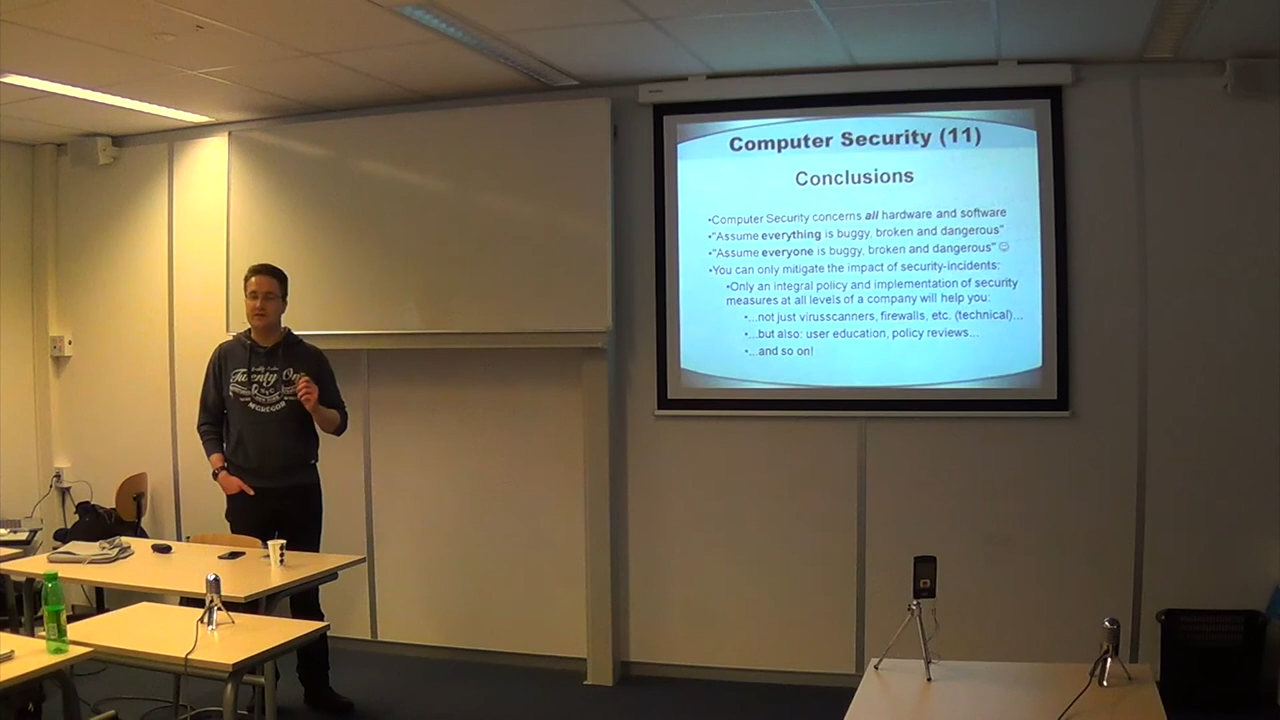 Computer Security (11)
Conclusions
•Computer Security concerns all hardware and software
•"Assume everything is buggy, broken and dangerous"
•"Assume everyone is buggy, broken and dangerous" ☺
•You can only mitigate the impact of security-incidents:
•Only an integral policy and implementation of security
measures at all levels of a company will help you:
•...not just virusscanners, firewalls, etc. (technical)...
•...but also: user education, policy reviews...
•...and so on!
Twenty One
McGREGOR